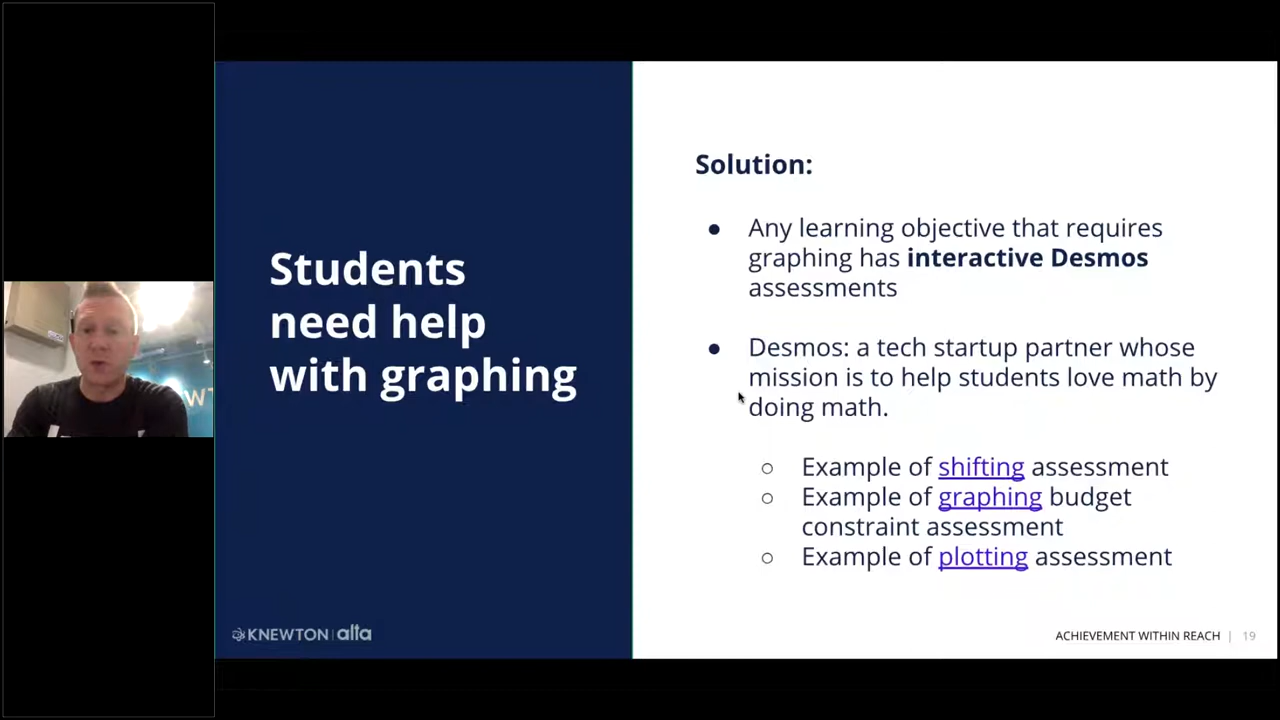 Students
need help
with graphing
KNEWTON | alta
Solution:
● Any learning objective that requires
graphing has interactive Desmos
assessments
● Desmos: a tech startup partner whose
mission is to help students love math by
doing math.
○ Example of shifting assessment
○ Example of graphing budget
constraint assessment
○ Example of plotting assessment
ACHIEVEMENT WITHIN REACH | 19